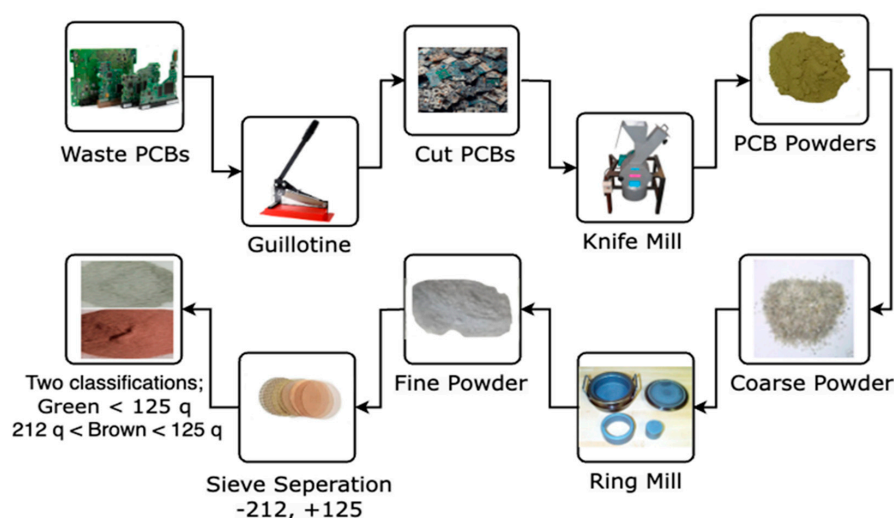 Waste PCBs
Guillotine
Cut PCBs
Knife Mill
PCB Powders
Coarse Powder
Ring Mill
Fine Powder
Sieve Seperation
-212, +125
Two classifications;
Green < 125 q
212 q < Brown < 125 q